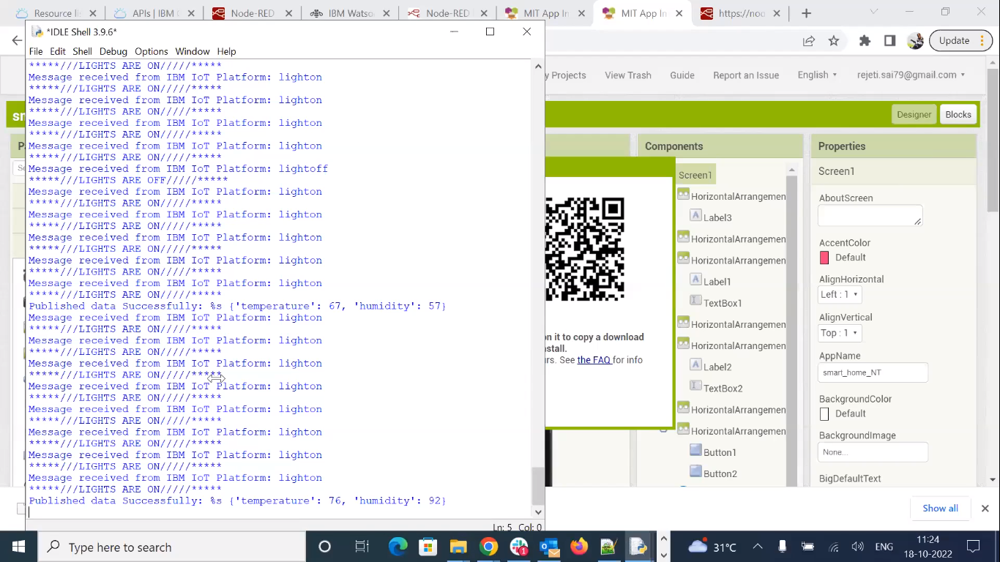 Resource lis
APIs | IBM C
Node-RED
IBM Watso
Node-RED
MIT App In
MIT App In
https://noc
*IDLE Shell 3.9.6*
Update
File Edit Shell Debug Options Window Help
y Projects View Trash Guide Report an Issue English rejeti.sai79@gmail.com
Designer Blocks
*****///LIGHTS ARE ON/////*****
Message received from IBM IoT Platform: lighton
*****///LIGHTS ARE ON/////*****
Message received from IBM IoT Platform: lighton
*****///LIGHTS ARE ON/////*****
Message received from IBM IoT Platform: lighton
*****///LIGHTS ARE ON/////*****
Message received from IBM IoT Platform: lighton
*****///LIGHTS ARE ON/////*****
Message received from IBM IoT Platform: lightoff
*****///LIGHTS ARE OFF/////*****
Message received from IBM IoT Platform: lighton
*****///LIGHTS ARE ON/////*****
Message received from IBM IoT Platform: lighton
*****///LIGHTS ARE ON/////*****
Message received from IBM IoT Platform: lighton
*****///LIGHTS ARE ON/////*****
Message received from IBM IoT Platform: lighton
*****///LIGHTS ARE ON/////*****
Message received from IBM IoT Platform: lighton
*****///LIGHTS ARE ON/////*****
Published data Successfully: %s {'temperature': 67, 'humidity': 57}
Message received from IBM IoT Platform: lighton
*****///LIGHTS ARE ON/////*****
Message received from IBM IoT Platform: lighton
*****///LIGHTS ARE ON/////*****
Message received from IBM IoT Platform: lighton
*****///LIGHTS ARE ON/////*****
Message received from IBM IoT Platform: lighton
*****///LIGHTS ARE ON/////*****
Message received from IBM IoT Platform: lighton
*****///LIGHTS ARE ON/////*****
Message received from IBM IoT Platform: lighton
*****///LIGHTS ARE ON/////*****
Message received from IBM IoT Platform: lighton
*****///LIGHTS ARE ON/////*****
Message received from IBM IoT Platform: lighton
*****///LIGHTS ARE ON/////*****
Published data Successfully: %s {'temperature': 76, 'humidity': 92}
Ln: 5 Col: 0
on it to copy a download
nstall.
urs. See the FAQ for info
Components
Screen1
HorizontalArrangemen
Label3
HorizontalArrangemen
HorizontalArrangemen
Label1
TextBox1
HorizontalArrangemen
HorizontalArrangemen
Label2
TextBox2
HorizontalArrangemen
HorizontalArrangemen
Button1
Button2
Properties
Screen1
AboutScreen
AccentColor
Default
AlignHorizontal
Left : 1
AlignVertical
Top : 1
AppName
smart_home_NT
BackgroundColor
Default
BackgroundImage
None...
BigDefaultText
Show all
Type here to search
31°C
ENG
11:24
18-10-2022